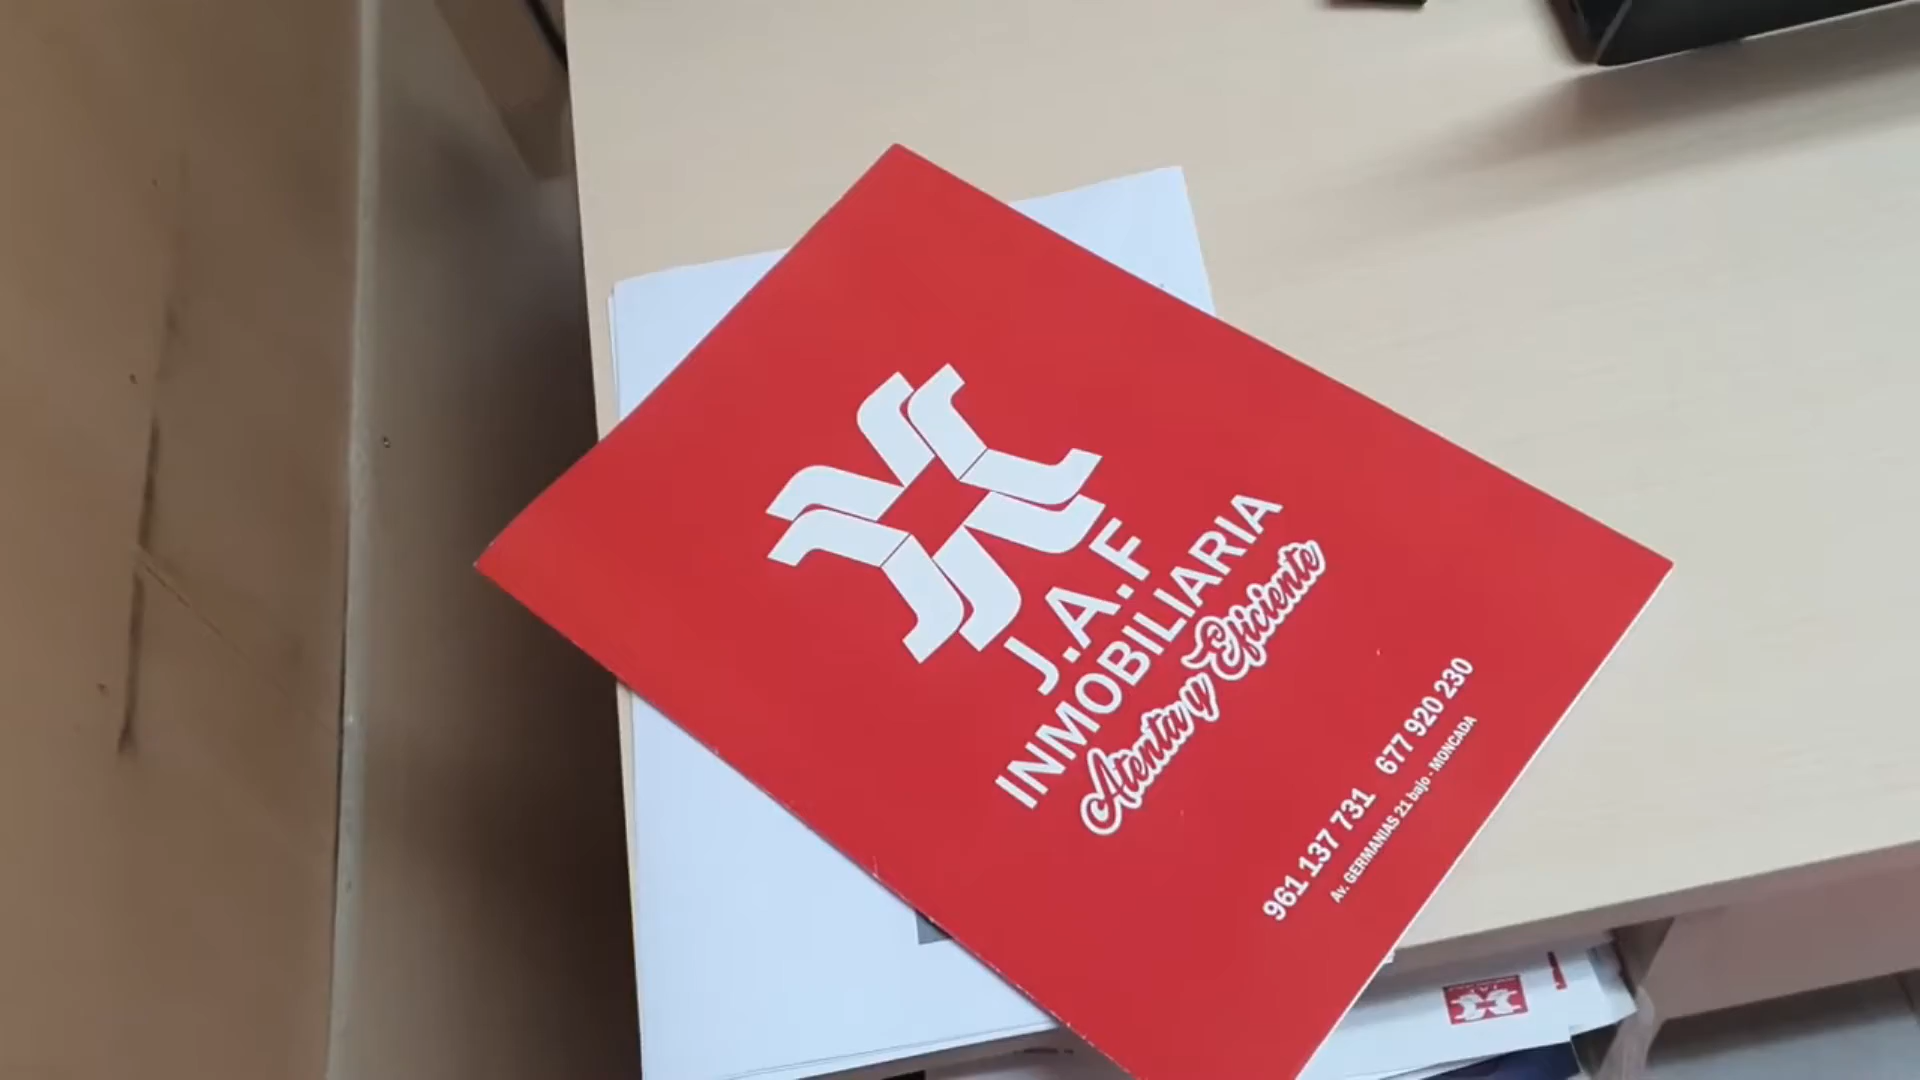 J.A.F
INMOBILIARIA
Atenta y Eficiente
961 137 731 677 920 230
Av. GERMANIAS 21 bajo - MONCADA